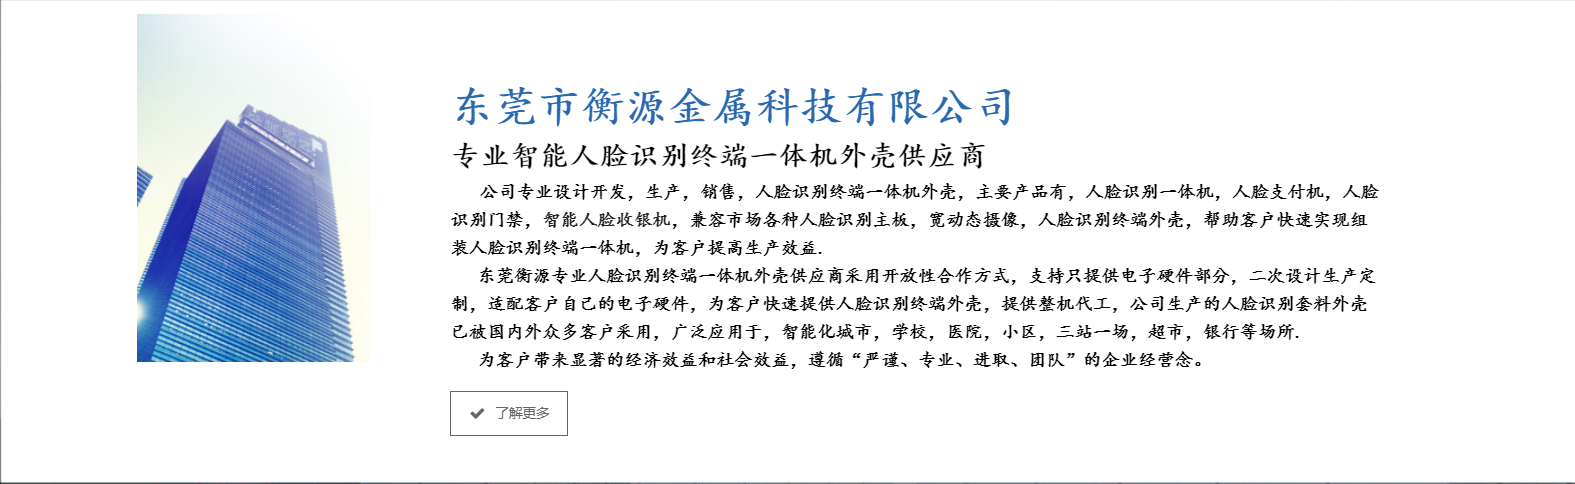 东莞市衡源金属科技有限公司
专业智能人脸识别终端一体机外壳供应商
公司专业设计开发，生产，销售，人脸识别终端一体机外壳，主要产品有，人脸识别一体机，人脸支付机，人脸
识别门禁，智能人脸收银机，兼容市场各种人脸识别主板，宽动态摄像，人脸识别终端外壳，帮助客户快速实现组
装人脸识别终端一体机，为客户提高生产效益.
东莞衡源专业人脸识别终端一体机外壳供应商采用开放性合作方式，支持只提供电子硬件部分，二次设计生产定
制，适配客户自己的电子硬件，为客户快速提供人脸识别终端外壳，提供整机代工，公司生产的人脸识别套料外壳
已被国内外众多客户采用，广泛应用于，智能化城市，学校，医院，小区，三站一场，超市，银行等场所.
为客户带来显著的经济效益和社会效益，遵循“严谨、专业、进取、团队”的企业经营念。
了解更多